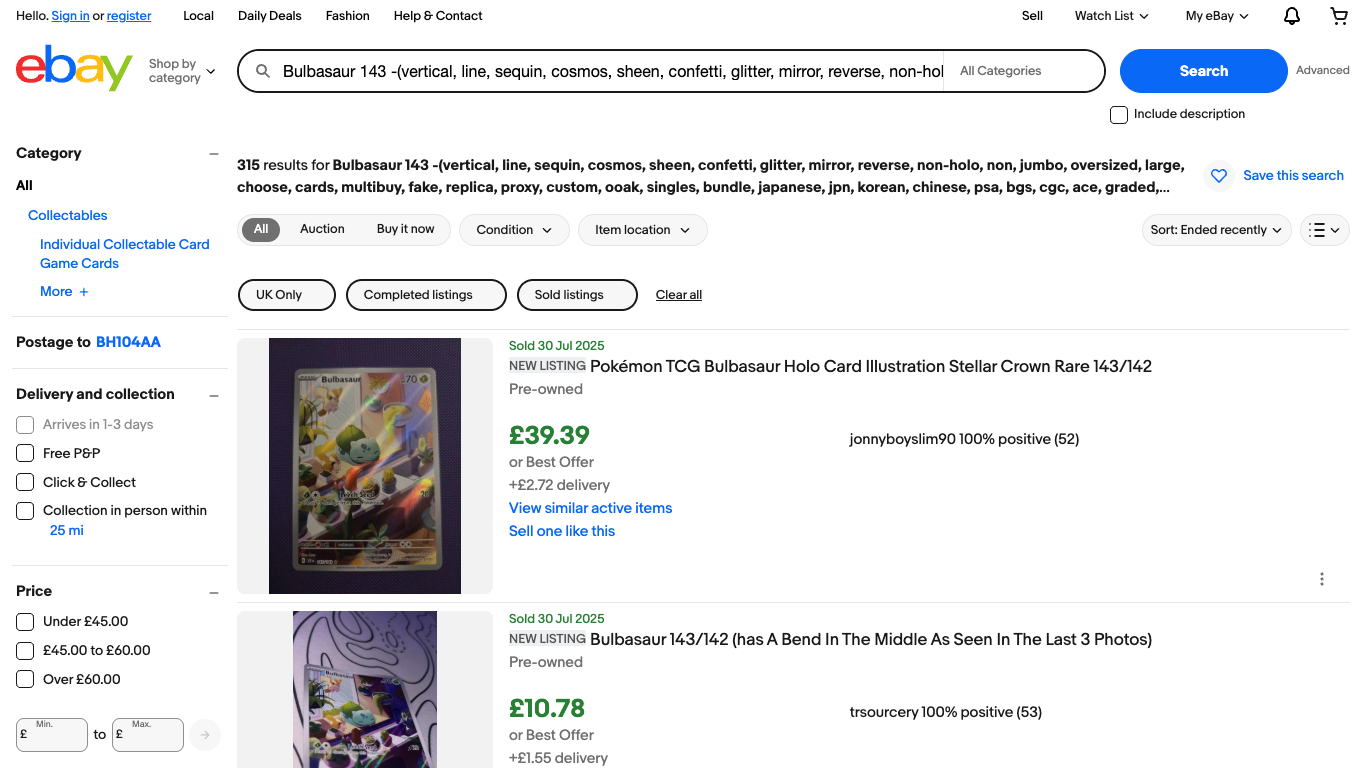 Hello. Sign in or register
Local
Daily Deals
Fashion
Help & Contact
Sell
Watch List
My eBay
ebay
Shop by
category
Bulbasaur 143 -(vertical, line, sequin, cosmos, sheen, confetti, glitter, mirror, reverse, non-hol
All Categories
Search
Advanced
Include description
Category
All
Collectables
Individual Collectable Card
Game Cards
More +
Postage to BH104AA
Delivery and collection
Arrives in 1-3 days
Free P&P
Click & Collect
Collection in person within
25 mi
Price
Under £45.00
£45.00 to £60.00
Over £60.00
Min.
£
to
Max.
£
315 results for Bulbasaur 143 -(vertical, line, sequin, cosmos, sheen, confetti, glitter, mirror, reverse, non-holo, non, jumbo, oversized, large,
choose, cards, multibuy, fake, replica, proxy, custom, ooak, singles, bundle, japanese, jpn, korean, chinese, psa, bgs, cgc, ace, graded,...
Save this search
All
Auction
Buy it now
Condition
Item location
Sort: Ended recently
UK Only
Completed listings
Sold listings
Clear all
Bulbasaur
70
Sold 30 Jul 2025
NEW LISTING Pokémon TCG Bulbasaur Holo Card Illustration Stellar Crown Rare 143/142
Pre-owned
£39.39
or Best Offer
+£2.72 delivery
View similar active items
Sell one like this
jonnyboyslim90 100% positive (52)
Bulbasaur
Sold 30 Jul 2025
NEW LISTING Bulbasaur 143/142 (has A Bend In The Middle As Seen In The Last 3 Photos)
Pre-owned
£10.78
or Best Offer
+£1.55 delivery
trsourcery 100% positive (53)